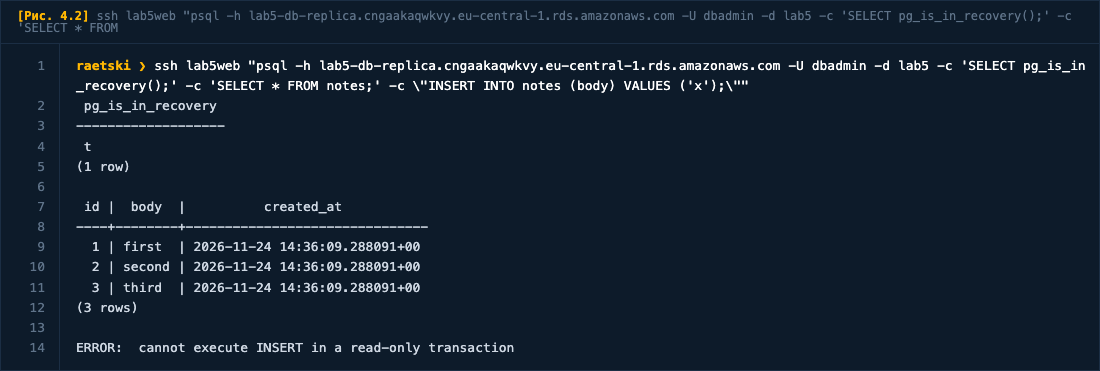 [Рис. 4.2] ssh lab5web "psql -h lab5-db-replica.cngaakaqwkvy.eu-central-1.rds.amazonaws.com -U dbadmin -d lab5 -c 'SELECT pg_is_in_recovery();' -c
'SELECT * FROM
1 raetski ❯ ssh lab5web "psql -h lab5-db-replica.cngaakaqwkvy.eu-central-1.rds.amazonaws.com -U dbadmin -d lab5 -c 'SELECT pg_is_in
_recovery();' -c 'SELECT * FROM notes;' -c \"INSERT INTO notes (body) VALUES ('x');\""
2  pg_is_in_recovery
3 -------------------
4  t
5 (1 row)
6
7  id |  body  |          created_at
8 ----+--------+-------------------------------
9   1 | first  | 2026-11-24 14:36:09.288091+00
10   2 | second | 2026-11-24 14:36:09.288091+00
11   3 | third  | 2026-11-24 14:36:09.288091+00
12 (3 rows)
13
14 ERROR:  cannot execute INSERT in a read-only transaction